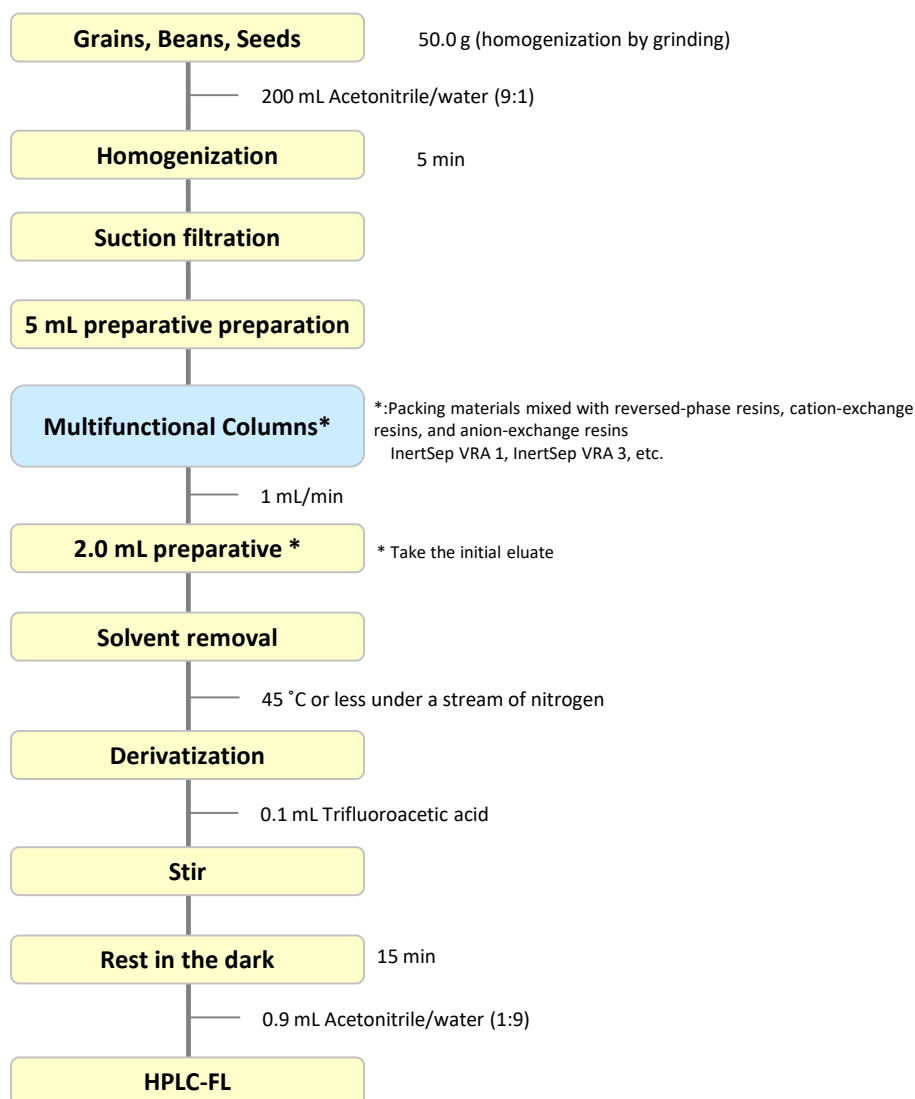 Grains, Beans, Seeds
50.0 g (homogenization by grinding)
200 mL Acetonitrile/water (9:1)
Homogenization
5 min
Suction filtration
5 mL preparative preparation
Multifunctional Columns*
*:Packing materials mixed with reversed-phase resins, cation-exchange
resins, and anion-exchange resins
InertSep VRA 1, InertSep VRA 3, etc.
1 mL/min
2.0 mL preparative *
* Take the initial eluate
Solvent removal
45 ˚C or less under a stream of nitrogen
Derivatization
0.1 mL Trifluoroacetic acid
Stir
Rest in the dark
15 min
0.9 mL Acetonitrile/water (1:9)
HPLC-FL